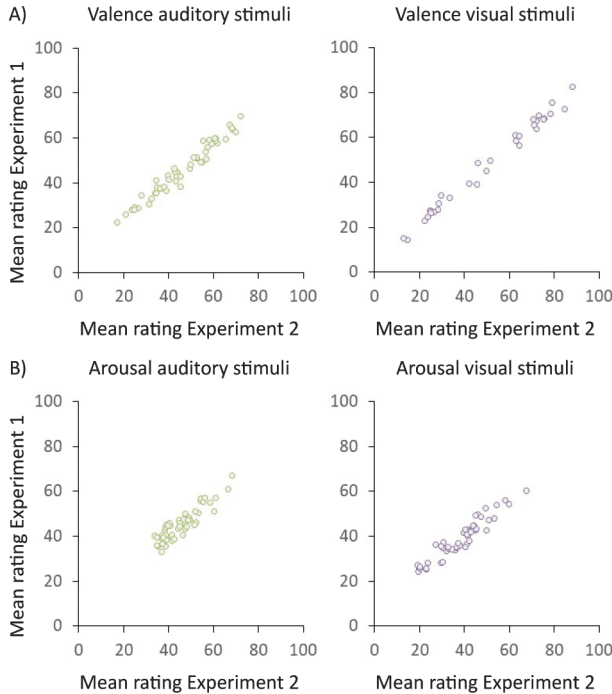 A)
Valence auditory stimuli
Valence visual stimuli
Mean rating Experiment 1
100
80
60
40
20
0
0 20 40 60 80 100
Mean rating Experiment 2
100
80
60
40
20
0
0 20 40 60 80 100
Mean rating Experiment 2
B)
Arousal auditory stimuli
Arousal visual stimuli
Mean rating Experiment 1
100
80
60
40
20
0
0 20 40 60 80 100
Mean rating Experiment 2
100
80
60
40
20
0
0 20 40 60 80 100
Mean rating Experiment 2